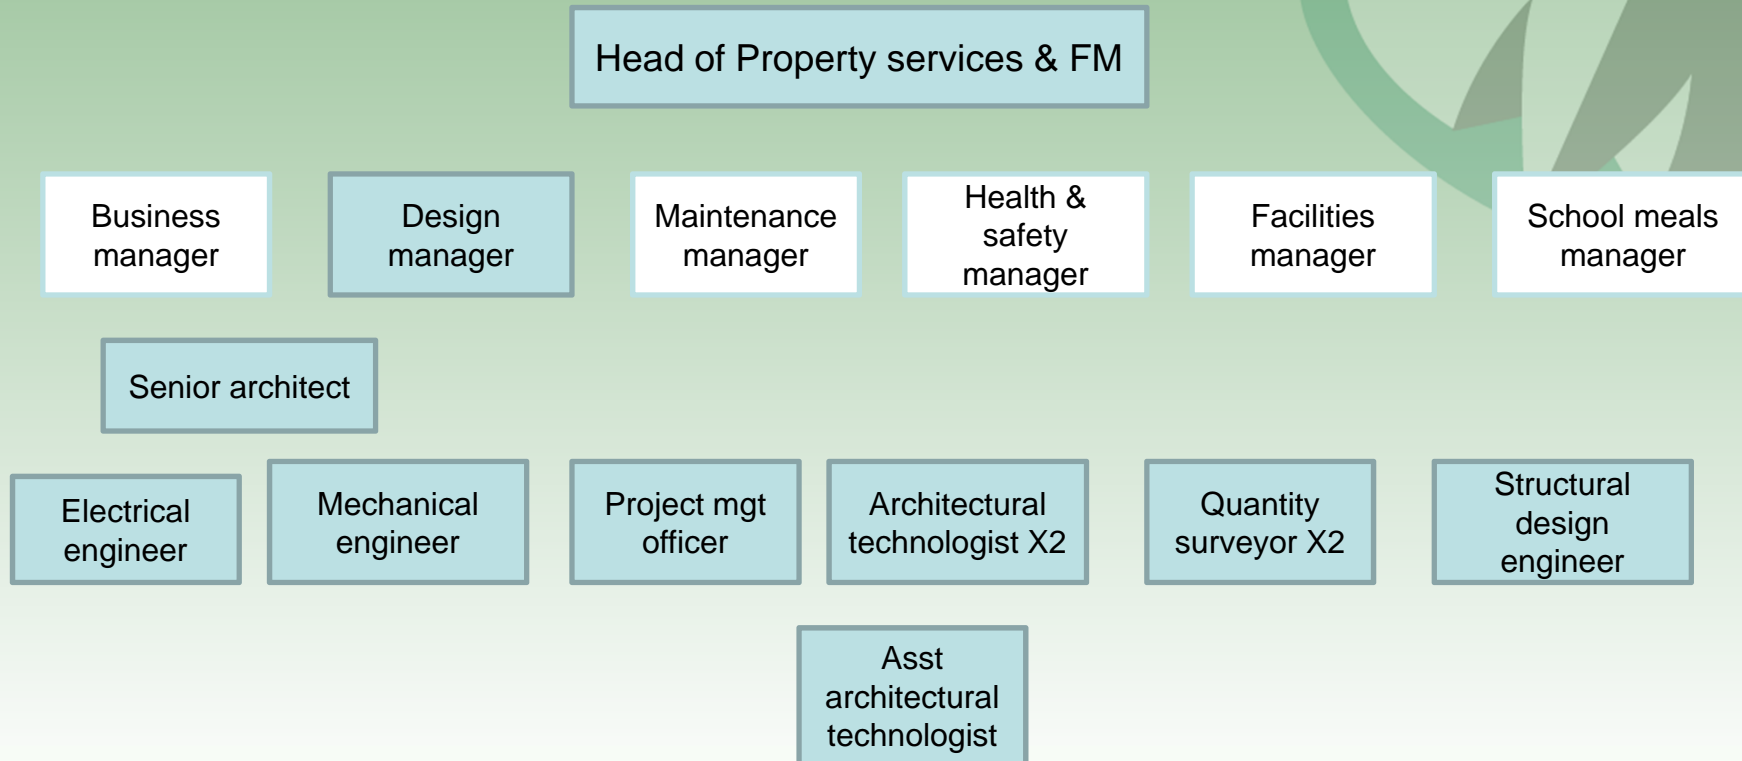 Head of Property services & FM
Business
manager
Design
manager
Maintenance
manager
Health &
safety
manager
Facilities
manager
School meals
manager
Senior architect
Electrical
engineer
Mechanical
engineer
Project mgt
officer
Architectural
technologist X2
Quantity
surveyor X2
Structural
design
engineer
Asst
architectural
technologist